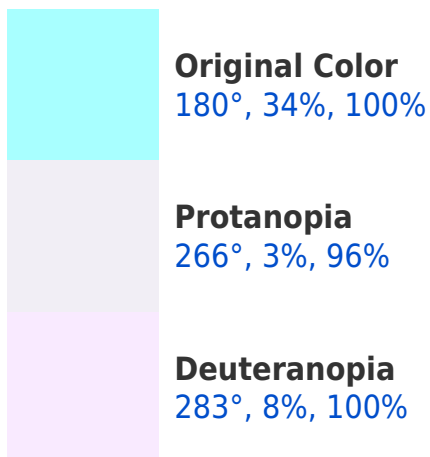 Original Color
180°, 34%, 100%
Protanopia
266°, 3%, 96%
Deuteranopia
283°, 8%, 100%